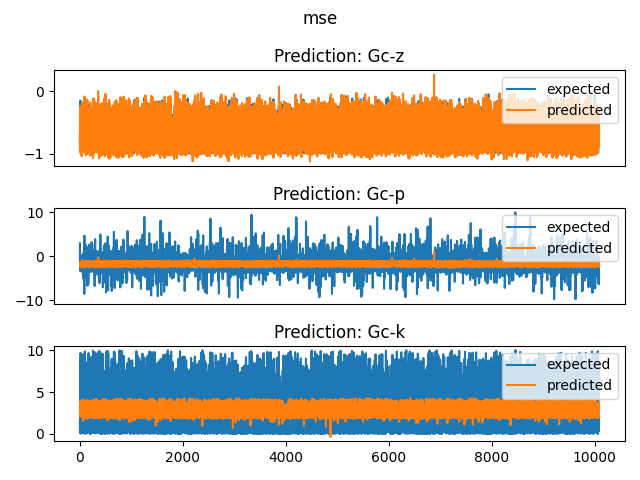 mse
Prediction: Gc-z
0
−1
expected
predicted
Prediction: Gc-p
10
0
−10
expected
predicted
Prediction: Gc-k
10
5
0
expected
predicted
0 2000 4000 6000 8000 10000